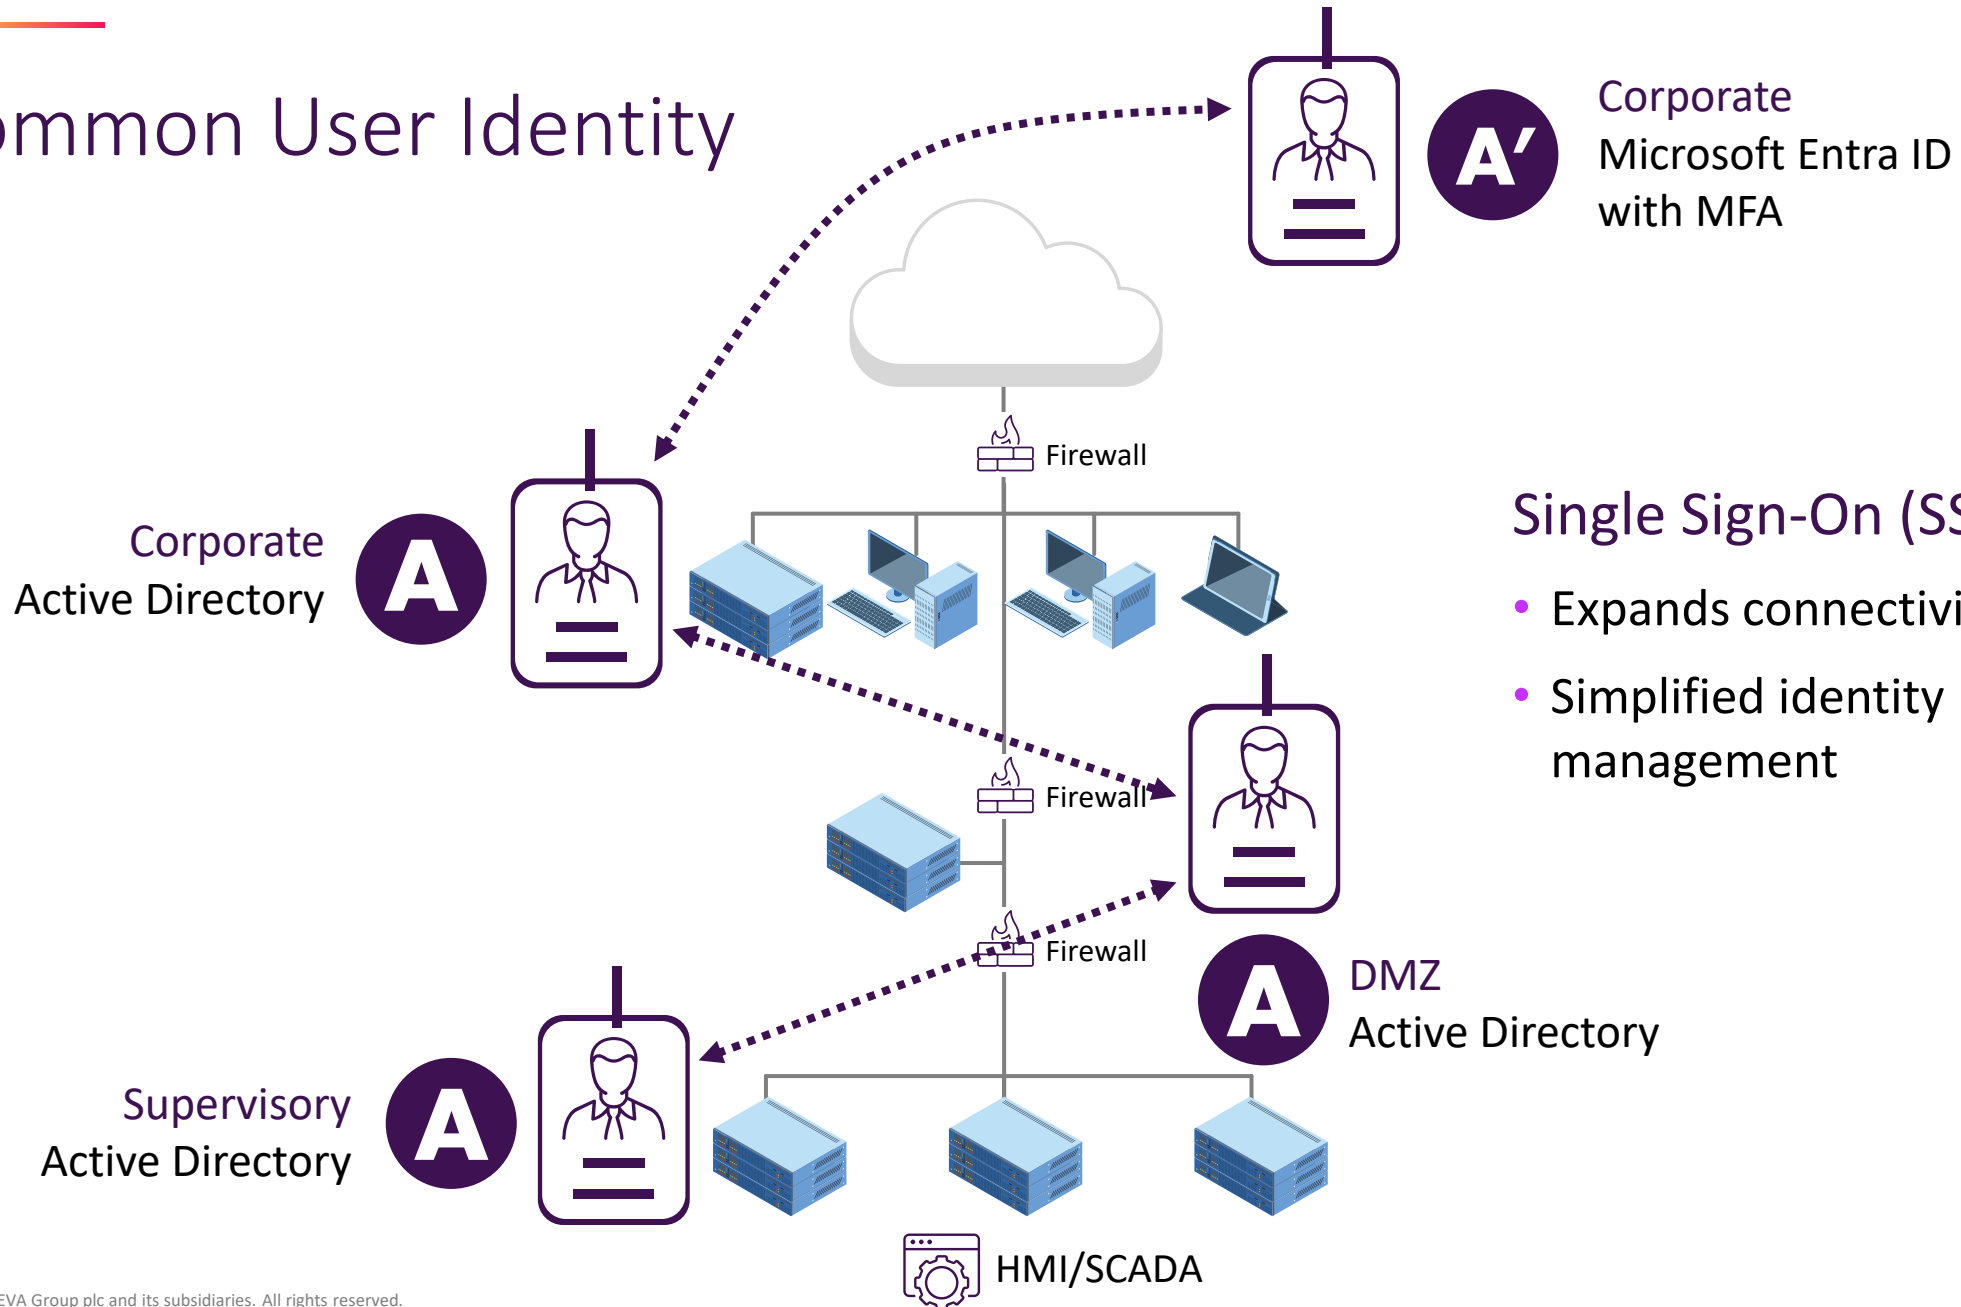 ommon User Identity
A′
Corporate
Microsoft Entra ID
with MFA
Firewall
Corporate
Active Directory
A
Single Sign-On (SS
• Expands connectivi
• Simplified identity
management
Firewall
Firewall
A
DMZ
Active Directory
Supervisory
Active Directory
A
HMI/SCADA
EVA Group plc and its subsidiaries. All rights reserved.